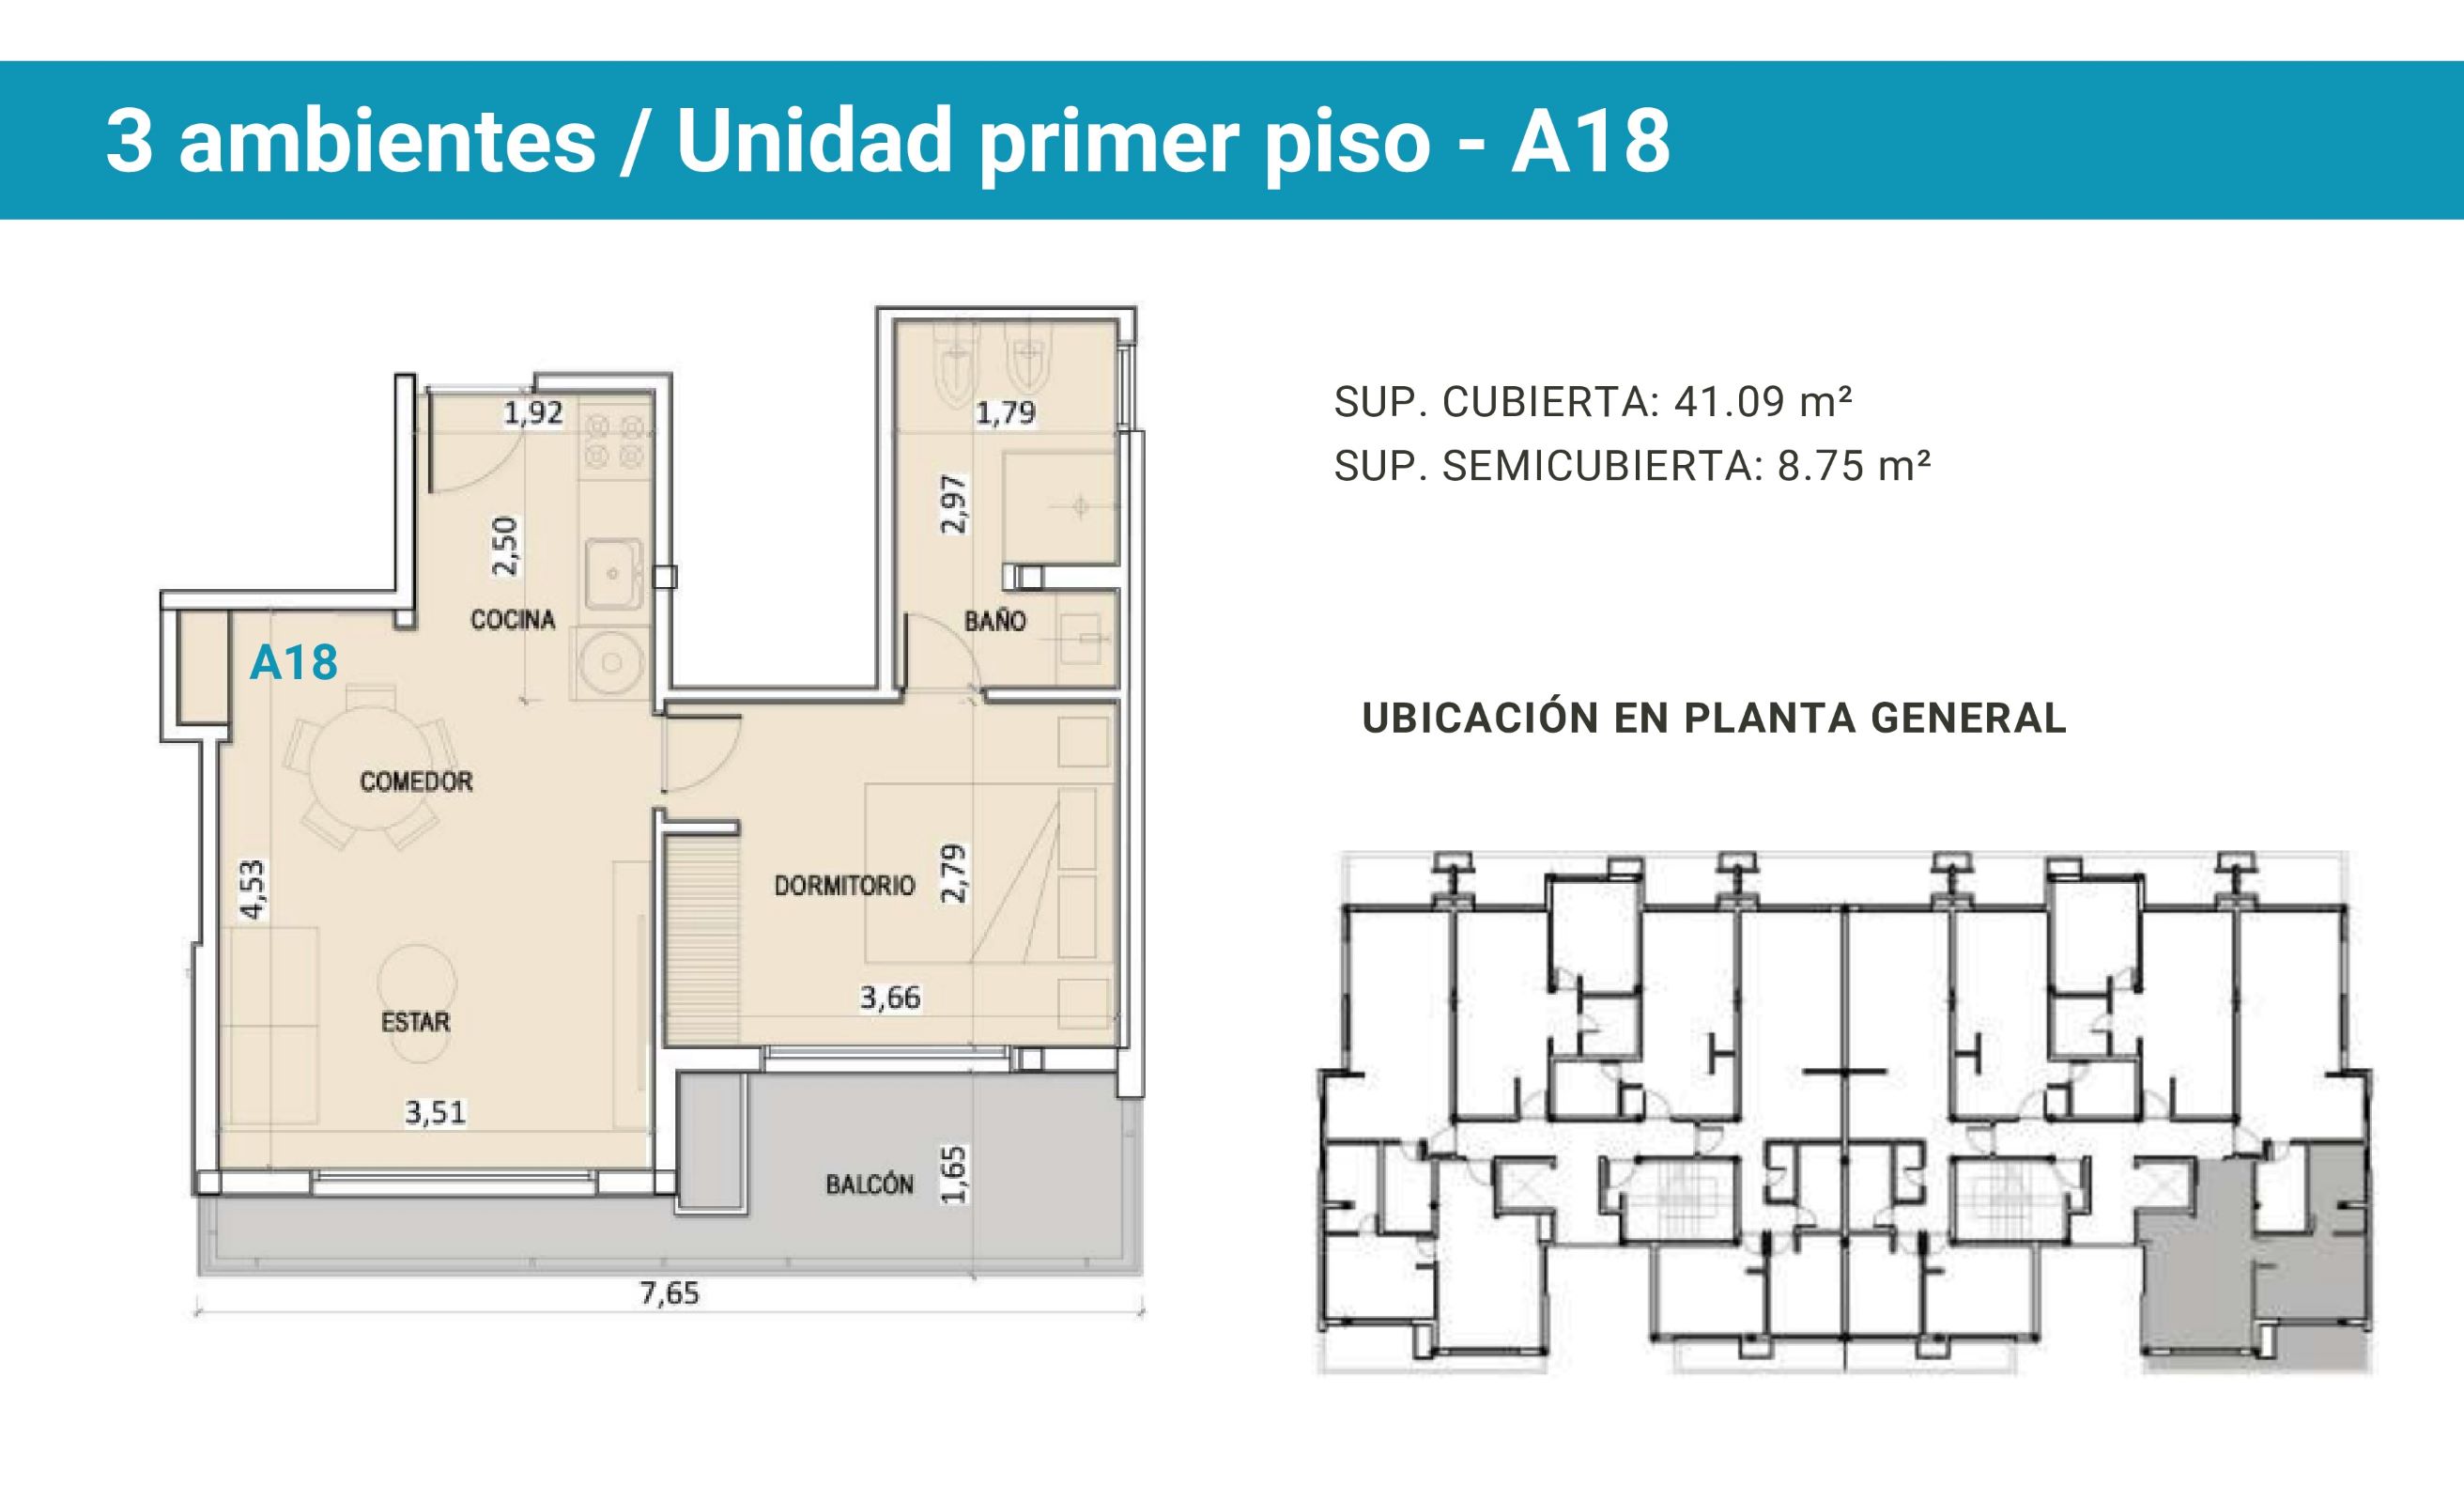 3 ambientes / Unidad primer piso - A18
1,92
1,79
2,97
2,50
COCINA
BAÑO
A18
COMEDOR
4,53
DORMITORIO
2,79
3,66
ESTAR
3,51
BALCÓN
1,65
7,65
SUP. CUBIERTA: 41.09 m²
SUP. SEMICUBIERTA: 8.75 m²
UBICACIÓN EN PLANTA GENERAL